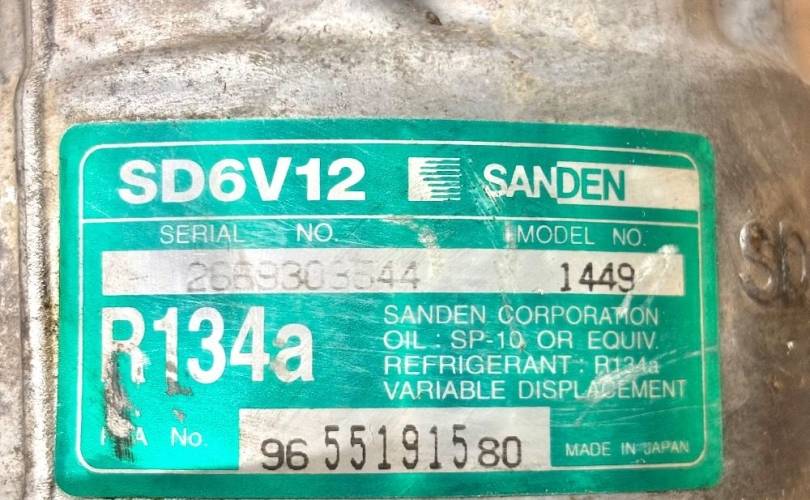 SD6V12 SANDEN
SERIAL NO. MODEL NO.
2659303544 1449
R134a
SANDEN CORPORATION
OIL : SP-10 OR EQUIV.
REFRIGERANT : R134a
VARIABLE DISPLACEMENT
No. 96 551915 80
MADE IN JAPAN
SD